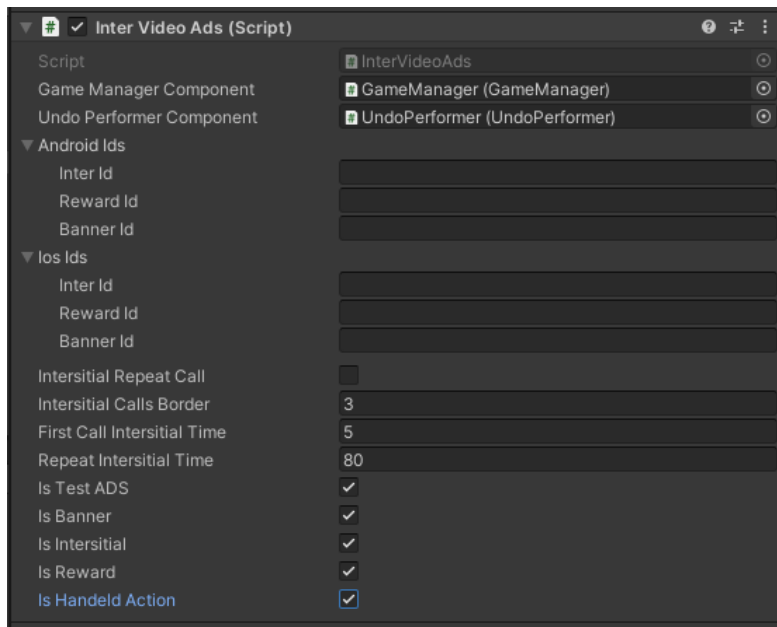 Inter Video Ads (Script)
Script InterVideoAds
Game Manager Component GameManager (GameManager)
Undo Performer Component UndoPerformer (UndoPerformer)
Android Ids
Inter Id
Reward Id
Banner Id
Ios Ids
Inter Id
Reward Id
Banner Id
Intersitial Repeat Call
Intersitial Calls Border 3
First Call Intersitial Time 5
Repeat Intersitial Time 80
Is Test ADS
Is Banner
Is Intersitial
Is Reward
Is Handeld Action